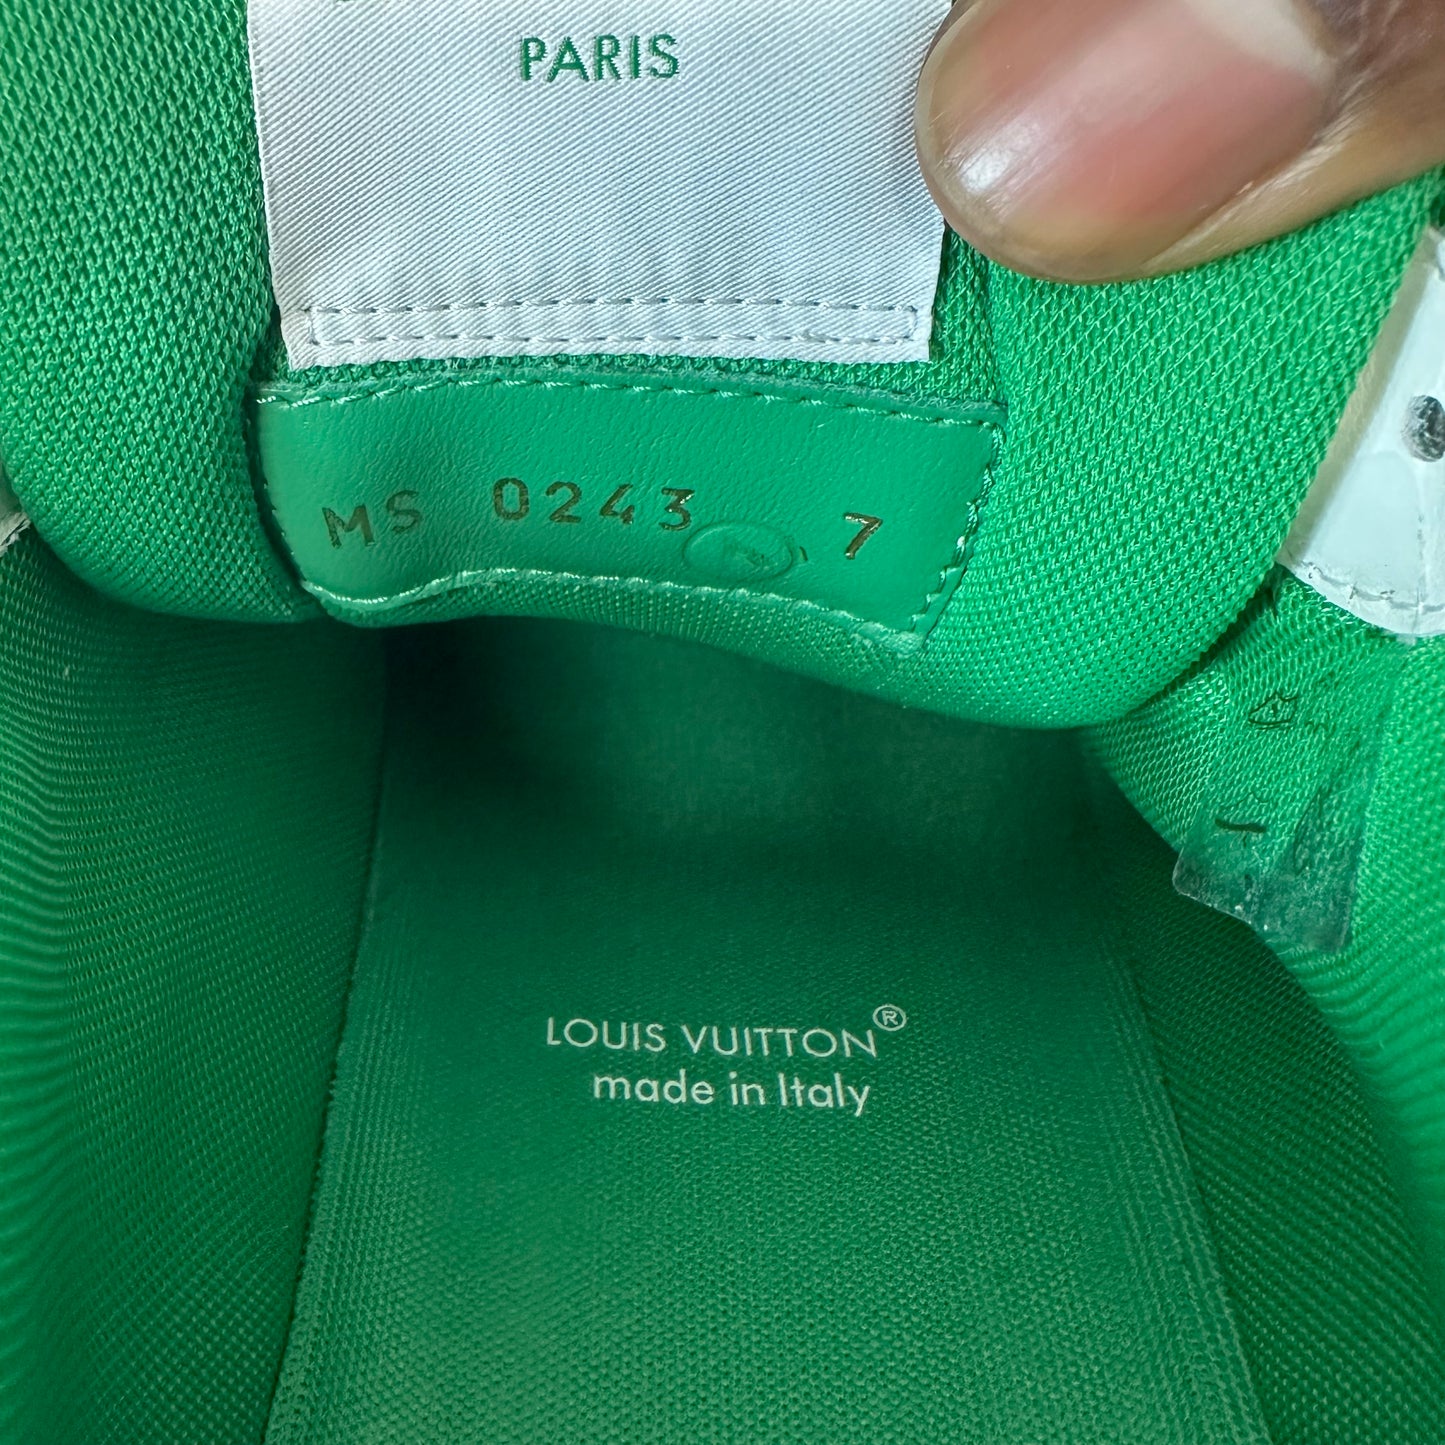 PARIS
MS 0243 7
LOUIS VUITTON®
made in Italy